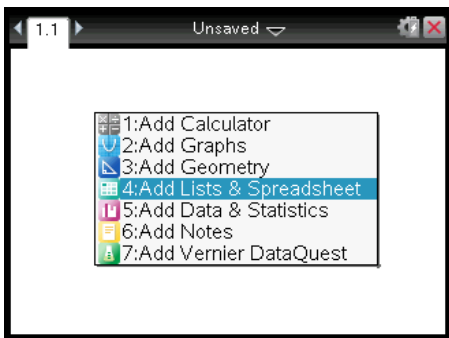 1.1 Unsaved
1:Add Calculator
2:Add Graphs
3:Add Geometry
4:Add Lists & Spreadsheet
5:Add Data & Statistics
6:Add Notes
7:Add Vernier DataQuest